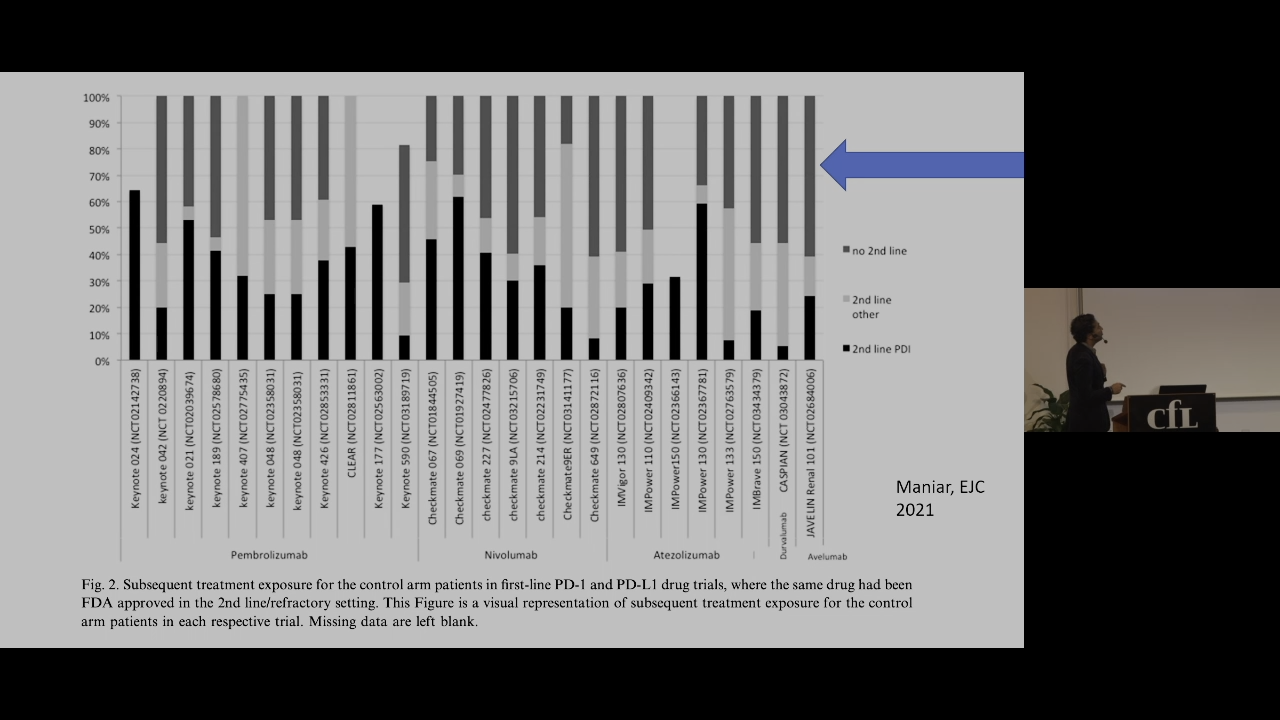 100%
90%
80%
70%
60%
50%
40%
30%
20%
10%
0%
no 2nd line
2nd line
other
2nd line PDI
Keynote 024 (NCT02142738)
keynote 042 (NCT 0220894)
keynote 021 (NCT02039674)
keynote 189 (NCT02578680)
keynote 407 (NCT02775435)
keynote 048 (NCT02358031)
keynote 048 (NCT02358031)
Keynote 426 (NCT02853331)
CLEAR (NCT02811861)
Keynote 177 (NCT02563002)
Keynote 590 (NCT03189719)
Checkmate 067 (NCT01844505)
Checkmate 069 (NCT01927419)
checkmate 227 (NCT02477826)
checkmate 9LA (NCT03215706)
checkmate 214 (NCT02231749)
Checkmate9ER (NCT03141177)
Checkmate 649 (NCT02872116)
IMVigor 130 (NCT02807636)
IMPower 110 (NCT02409342)
IMPower150 (NCT02366143)
IMPower 130 (NCT02367781)
IMPower 133 (NCT02763579)
IMBrave 150 (NCT03434379)
CASPIAN (NCT 03043872)
JAVELIN Renal 101 (NCT02684006)
Pembrolizumab
Nivolumab
Atezolizumab
Durvalumab
Avelumab
Maniar, EJC
2021
Fig. 2. Subsequent treatment exposure for the control arm patients in first-line PD-1 and PD-L1 drug trials, where the same drug had been
FDA approved in the 2nd line/refractory setting. This Figure is a visual representation of subsequent treatment exposure for the control
arm patients in each respective trial. Missing data are left blank.
cfL